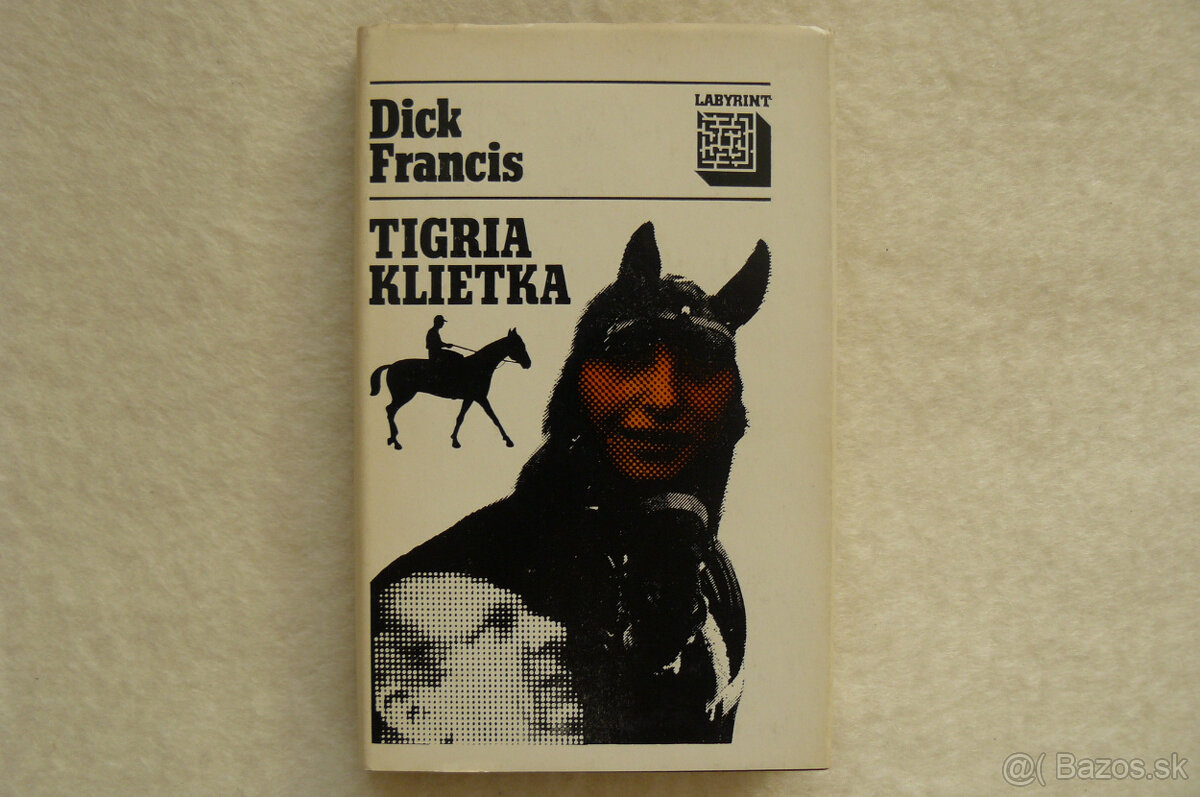 Dick
Francis
LABYRINT
TIGRIA
KLIETKA
@( Bazos.sk